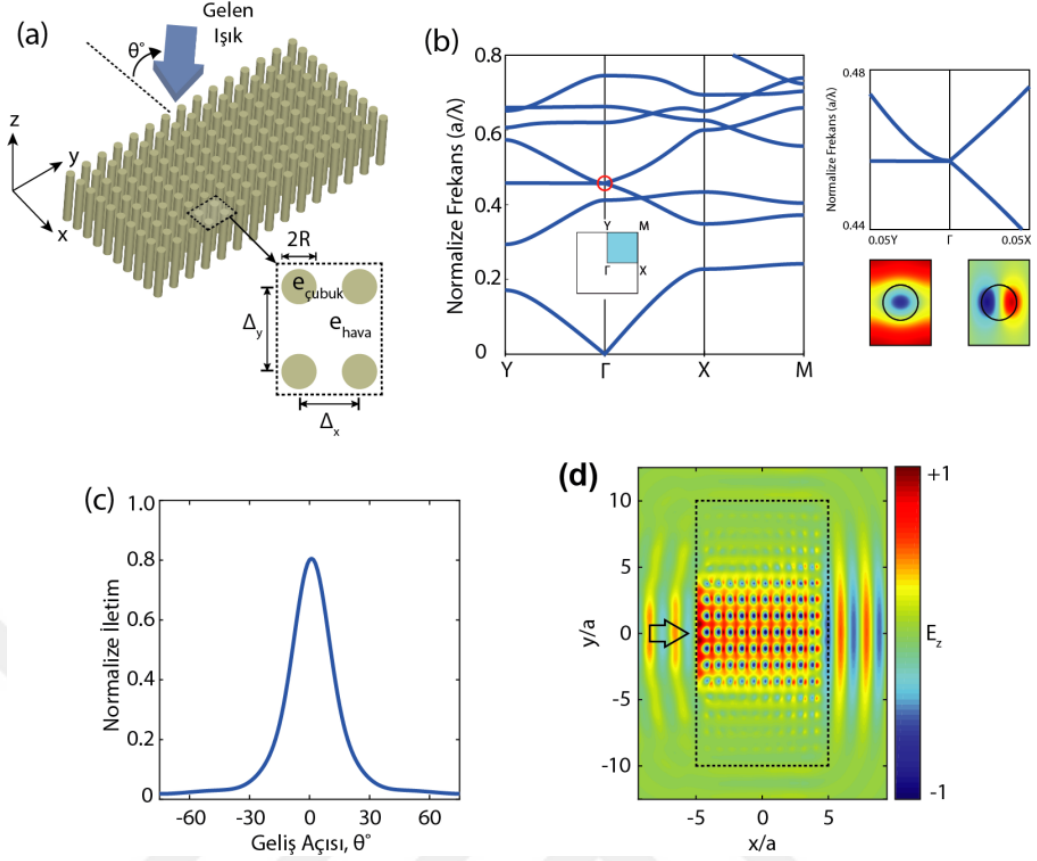 (a)
Gelen
Işık
θ°
z
y
x
2R
e_çubuk
e_hava
Δ_y
Δ_x
(b)
Normalize Frekans (a/λ)
0.8
0.6
0.4
0.2
0
Y Γ X M
Y M
Γ X
Normalize Frekans (a/λ)
0.48
0.44
0.05Y Γ 0.05X
(c)
Normalize İletim
1.0
0.8
0.6
0.4
0.2
0
-60 -30 0 30 60
Geliş Açısı, θ°
(d)
y/a
10
5
0
-5
-10
-5 0 5
x/a
+1
E_z
-1